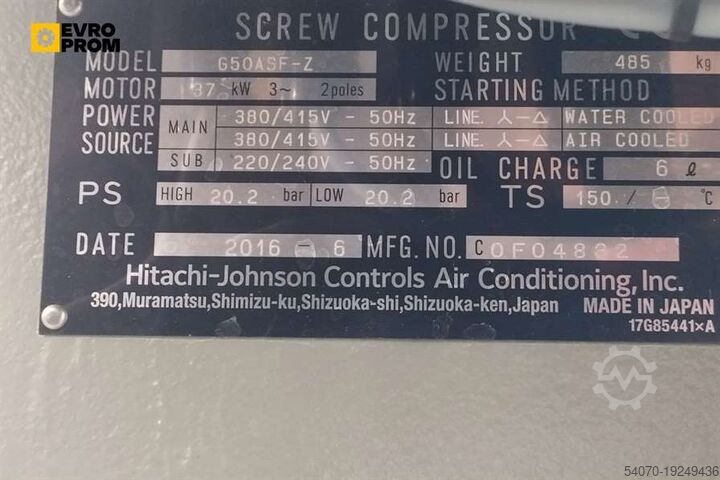 EVRO
PROM
SCREW COMPRESSOR
MODEL G50ASF-Z WEIGHT 485 kg
MOTOR 37 kW 3~ 2poles STARTING METHOD
POWER SOURCE MAIN 380/415V - 50Hz LINE. 人-△ WATER COOLED
380/415V - 50Hz LINE. 人-△ AIR COOLED
SUB 220/240V - 50Hz OIL CHARGE 6 ℓ
PS HIGH 20.2 bar LOW 20.2 bar TS 150 / °C
DATE 2016 - 6 MFG. NO. C
Hitachi-Johnson Controls Air Conditioning, Inc.
390,Muramatsu,Shimizu-ku,Shizuoka-shi,Shizuoka-ken,Japan MADE IN JAPAN
17G85441×A
54070-19249436